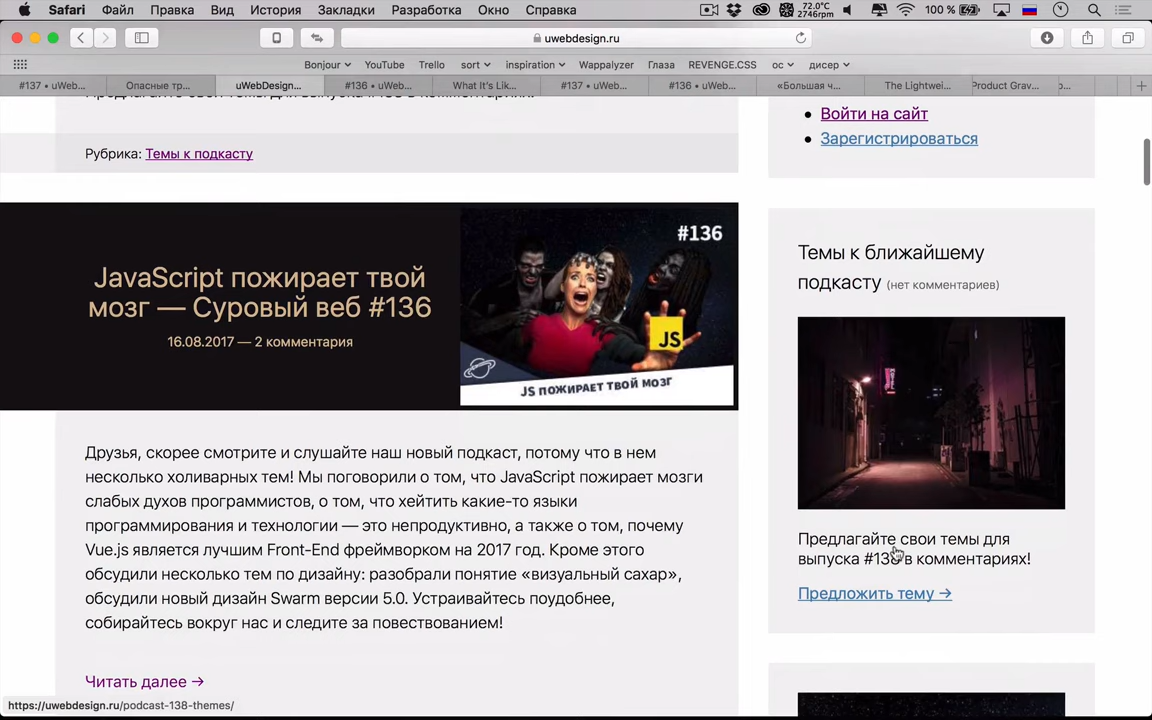 Safari Файл Правка Вид История Закладки Разработка Окно Справка
72.0°C
2746rpm
100 %
uwebdesign.ru
Bonjour YouTube Trello sort inspiration Wappalyzer Глаза REVENGE.CSS ос дисер
#137 • uWeb... Опасные тр... uWebDesign... #136 • uWeb... What It's Lik... #137 • uWeb... #136 • uWeb... «Большая ч... The Lightwei... Product Grav...
Рубрика: Темы к подкасту
JavaScript пожирает твой
мозг — Суровый веб #136
16.08.2017 — 2 комментария
#136
JS
JS ПОЖИРАЕТ ТВОЙ МОЗГ
Друзья, скорее смотрите и слушайте наш новый подкаст, потому что в нем
несколько холиварных тем! Мы поговорили о том, что JavaScript пожирает мозги
слабых духов программистов, о том, что хейтить какие-то языки
программирования и технологии — это непродуктивно, а также о том, почему
Vue.js является лучшим Front-End фреймворком на 2017 год. Кроме этого
обсудили несколько тем по дизайну: разобрали понятие «визуальный сахар»,
обсудили новый дизайн Swarm версии 5.0. Устраивайтесь поудобнее,
собирайтесь вокруг нас и следите за повествованием!
Читать далее →
Войти на сайт
Зарегистрироваться
Темы к ближайшему
подкасту (нет комментариев)
MOTEL
Предлагайте свои темы для
выпуска #138 в комментариях!
Предложить тему →
https://uwebdesign.ru/podcast-138-themes/